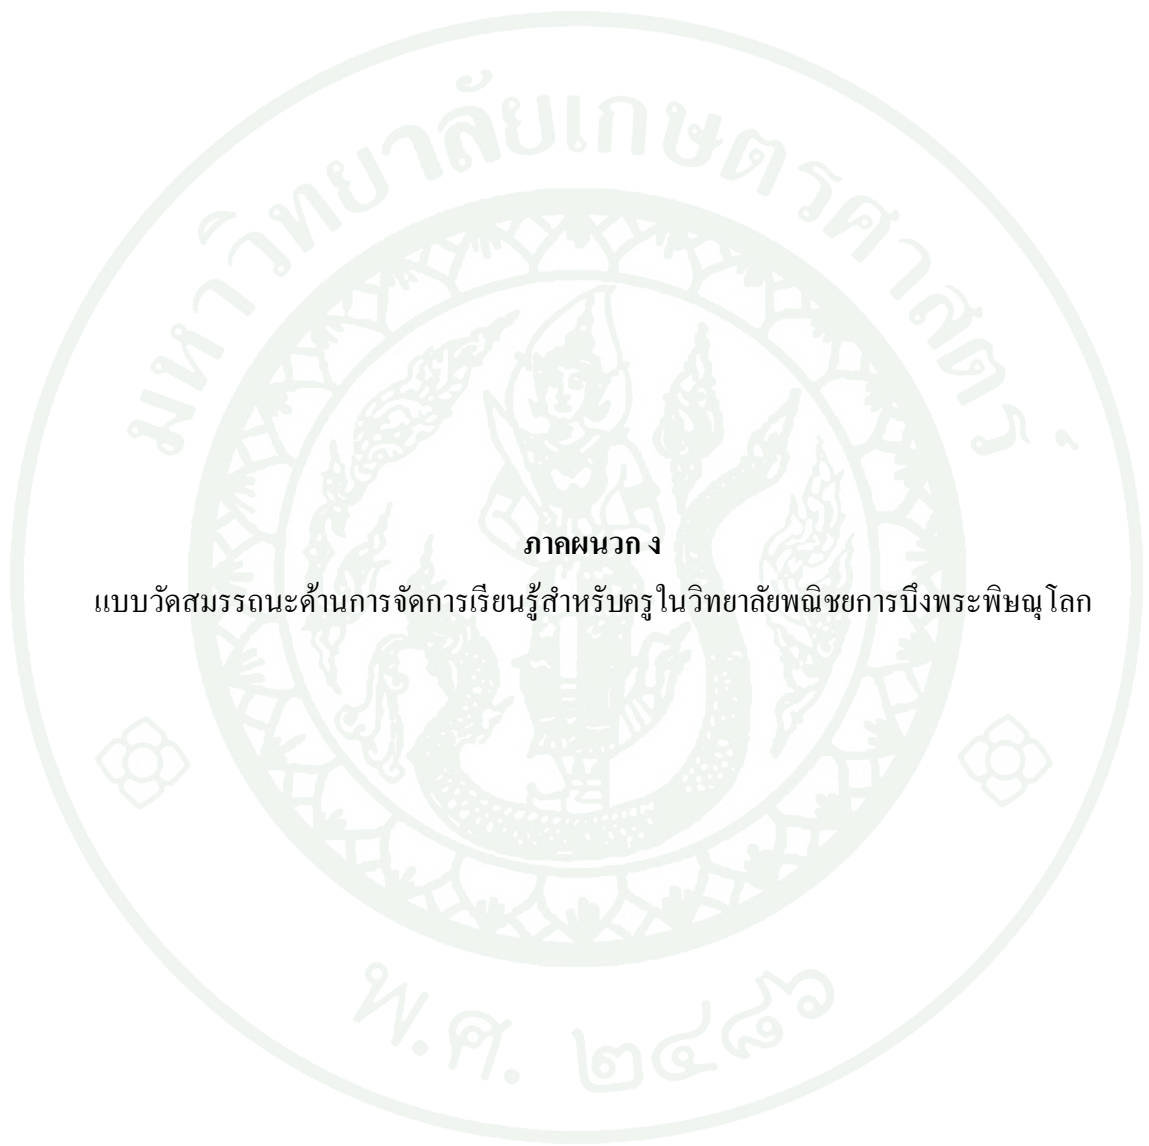 มหาวิทยาลัยเกษตรศาสตร์
ภาคผนวก ง
แบบวัดสมรรถนะด้านการจัดการเรียนรู้สำหรับครูในวิทยาลัยพณิชยการบึงพระพิษณุโลก
พ.ศ. ๒๔๘๖